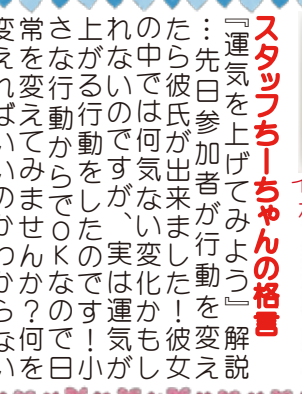 スタッフちーちゃんの格言
『運気を上げてみよう』解説
…先日参加者が行動を変え
たら彼氏が出来ました！彼女
の中では何気ない変化かもし
れないのですが、実は運気が
上がる行動をしたのです！小
さな行動からでOKなので日
常を変えてみませんか？何を
変えればいいのかわからない